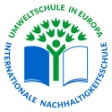 UMWELTSCHULE IN EUROPA
INTERNATIONALE NACHHALTIGKEITSSCHULE